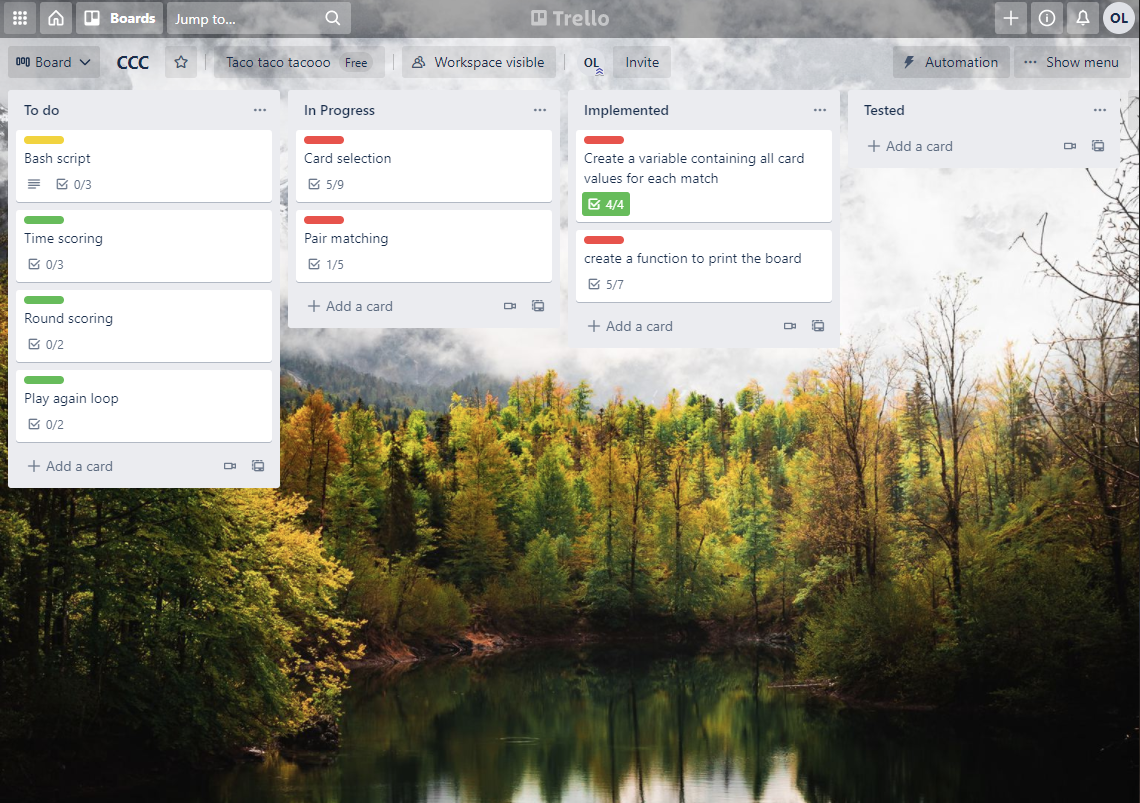 Boards
Jump to...
Trello
OL
Board
CCC
Taco taco tacooo Free
Workspace visible
OL
Invite
Automation
Show menu
To do
Bash script
0/3
Time scoring
0/3
Round scoring
0/2
Play again loop
0/2
Add a card
In Progress
Card selection
5/9
Pair matching
1/5
Add a card
Implemented
Create a variable containing all card
values for each match
4/4
create a function to print the board
5/7
Add a card
Tested
Add a card